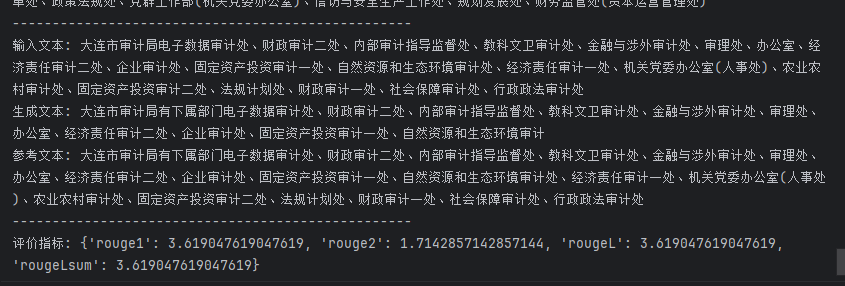 单处、政策法规处、党群工作部(机关党委办公室)、信访与安全生产工作处、规划发展处、财务监管处(资本运营管理处)
--------------------------------------------------
输入文本: 大连市审计局电子数据审计处、财政审计二处、内部审计指导监督处、教科文卫审计处、金融与涉外审计处、审理处、办公室、经
济责任审计二处、企业审计处、固定资产投资审计一处、自然资源和生态环境审计处、经济责任审计一处、机关党委办公室(人事处)、农业农
村审计处、固定资产投资审计二处、法规计划处、财政审计一处、社会保障审计处、行政政法审计处
生成文本: 大连市审计局有下属部门电子数据审计处、财政审计二处、内部审计指导监督处、教科文卫审计处、金融与涉外审计处、审理处、
办公室、经济责任审计二处、企业审计处、固定资产投资审计一处、自然资源和生态环境审计
参考文本: 大连市审计局有下属部门电子数据审计处、财政审计二处、内部审计指导监督处、教科文卫审计处、金融与涉外审计处、审理处、
办公室、经济责任审计二处、企业审计处、固定资产投资审计一处、自然资源和生态环境审计处、经济责任审计一处、机关党委办公室(人事处
)、农业农村审计处、固定资产投资审计二处、法规计划处、财政审计一处、社会保障审计处、行政政法审计处
--------------------------------------------------
评价指标: {'rouge1': 3.619047619047619, 'rouge2': 1.7142857142857144, 'rougeL': 3.619047619047619,
'rougeLsum': 3.619047619047619}